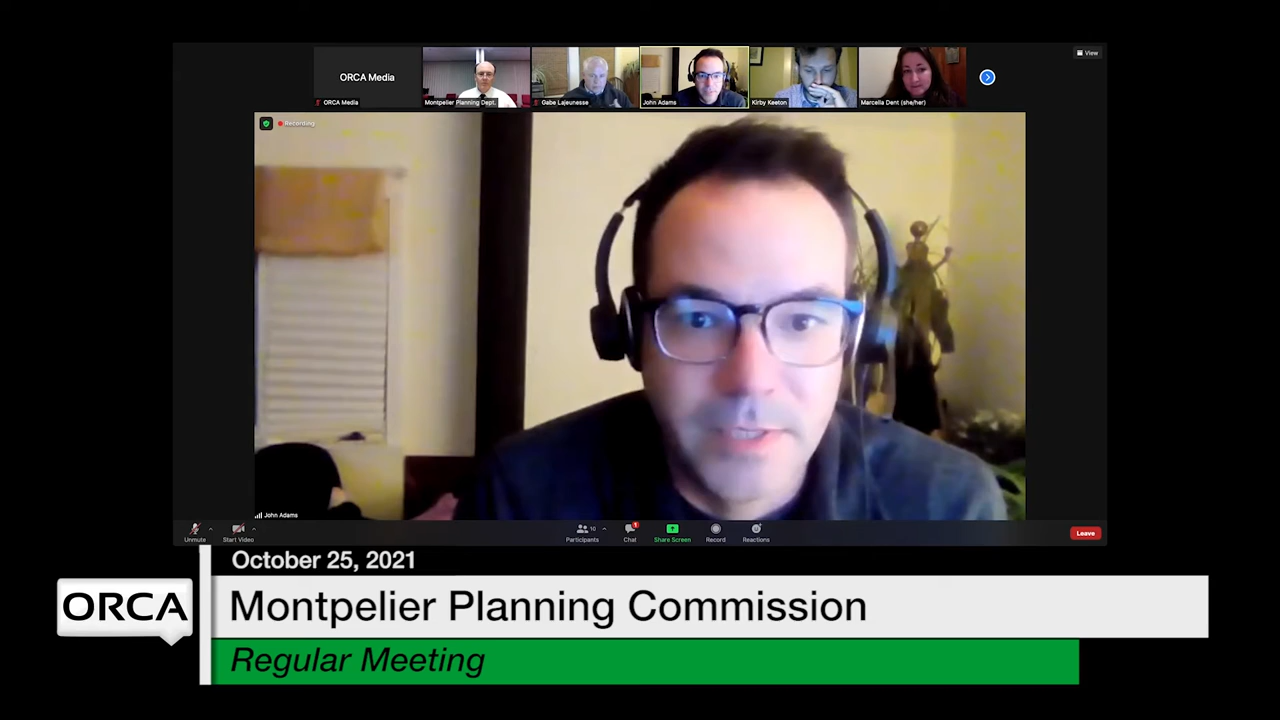 ORCA Media
View
ORCA Media
Montpelier Planning Dept.
Gabe Lajeunesse
John Adams
Kirby Keeton
Marcella Dent (she/her)
Recording
John Adams
Unmute
Start Video
10
Participants
1
Chat
Share Screen
Record
Reactions
Leave
October 25, 2021
ORCA
Montpelier Planning Commission
Regular Meeting